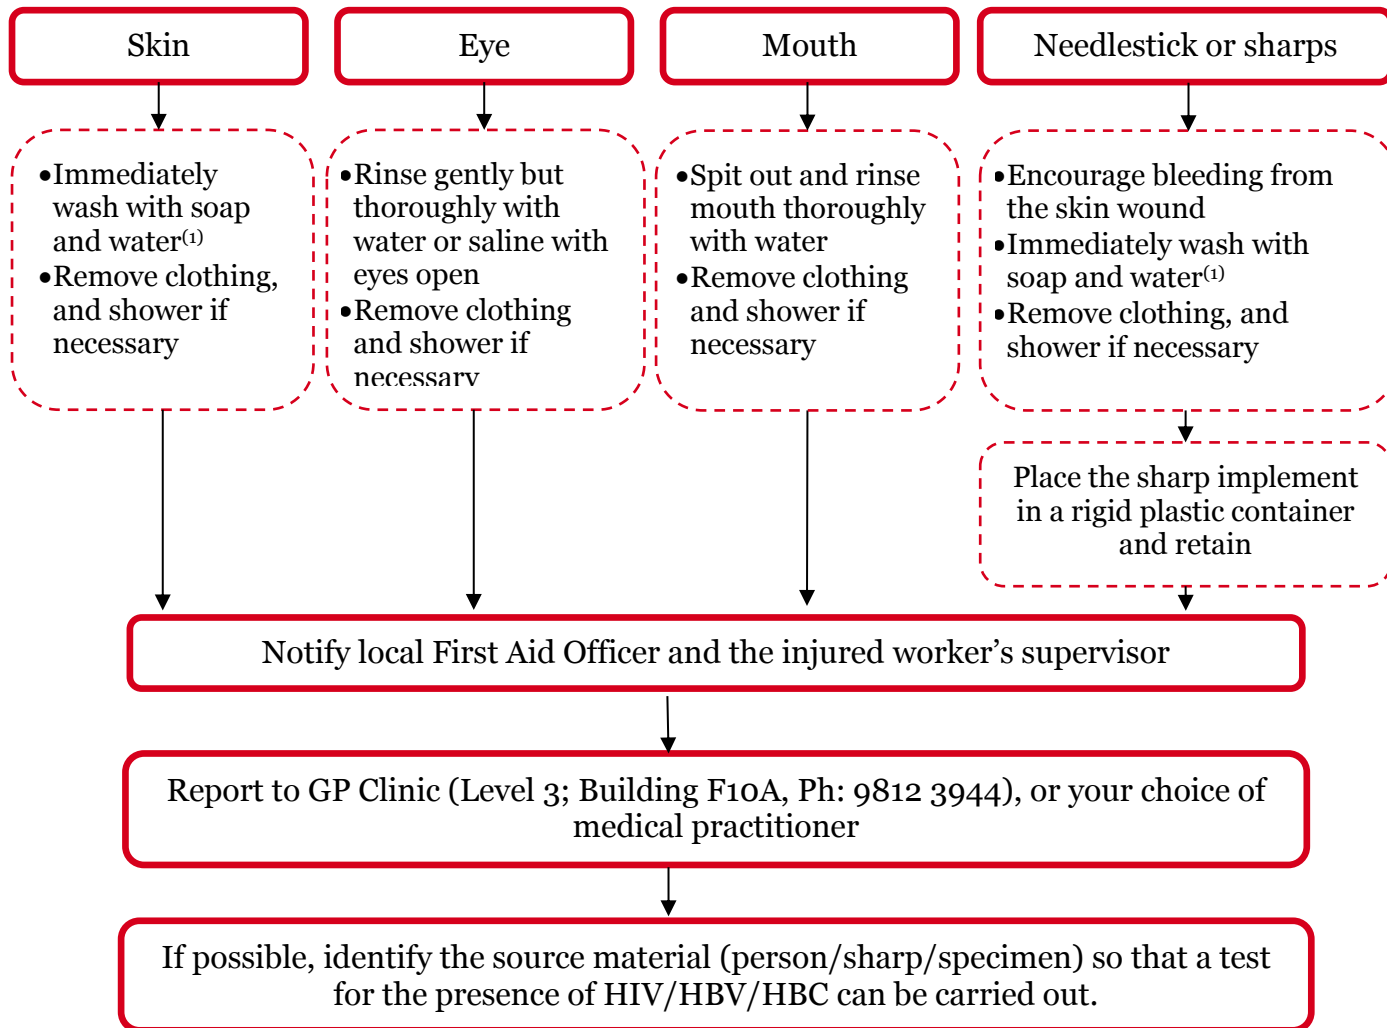 Skin
Eye
Mouth
Needlestick or sharps
•Immediately
wash with soap
and water(1)
•Remove clothing,
and shower if
necessary
•Rinse gently but
thoroughly with
water or saline with
eyes open
•Remove clothing
and shower if
necessary
•Spit out and rinse
mouth thoroughly
with water
•Remove clothing
and shower if
necessary
•Encourage bleeding from
the skin wound
•Immediately wash with
soap and water(1)
•Remove clothing, and
shower if necessary
Place the sharp implement
in a rigid plastic container
and retain
Notify local First Aid Officer and the injured worker’s supervisor
Report to GP Clinic (Level 3; Building F10A, Ph: 9812 3944), or your choice of
medical practitioner
If possible, identify the source material (person/sharp/specimen) so that a test
for the presence of HIV/HBV/HBC can be carried out.